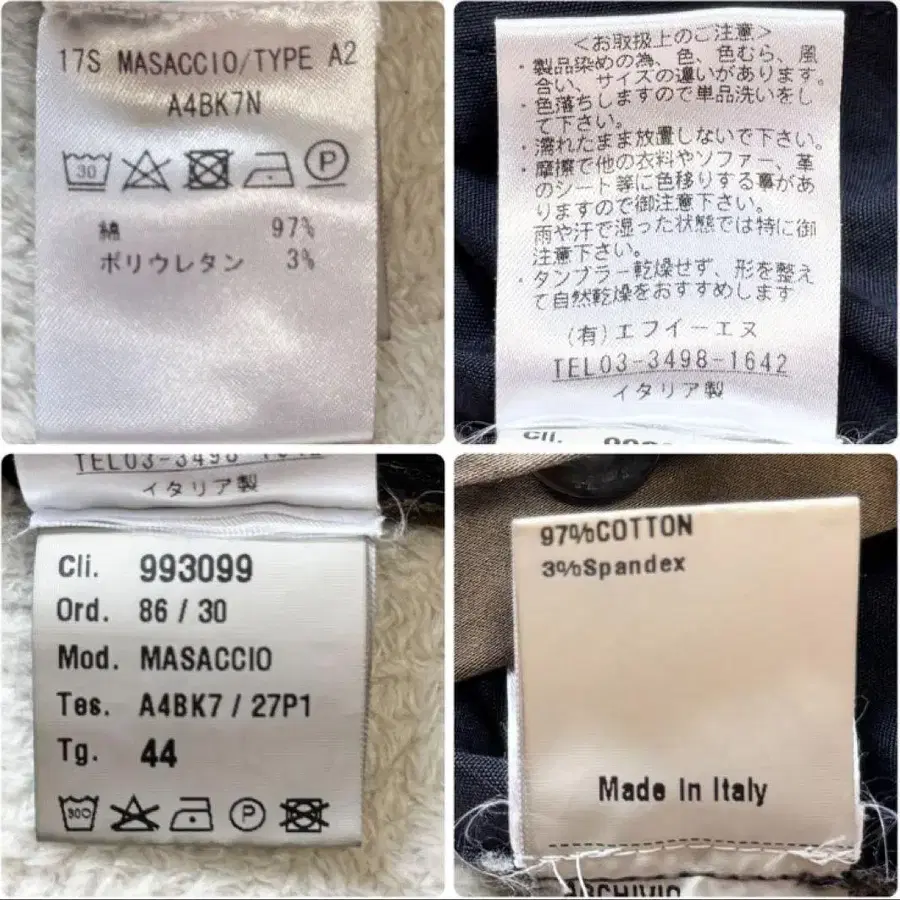 17S MASACCIO/TYPE A2
A4BK7N
30
P
綿 97%
ポリウレタン 3%
<お取扱上のご注意>
・製品染めの為、色、色むら、風
合い、サイズの違いがあります。
・色落ちしますので単品洗いをし
て下さい。
・濡れたまま放置しないで下さい。
・摩擦で他の衣料やソファー、革
のシート等に色移りする事があ
りますので御注意下さい。
雨や汗で湿った状態では特に御
注意下さい。
・タンブラー乾燥せず、形を整え
て自然乾燥をおすすめします
(有)エフイーエヌ
TEL03-3498-1642
イタリア製
Cli.
TEL03-3498-1642
イタリア製
Cli. 993099
Ord. 86 / 30
Mod. MASACCIO
Tes. A4BK7 / 27P1
Tg. 44
P
97%COTTON
3%Spandex
Made In Italy
ARCHIVIO